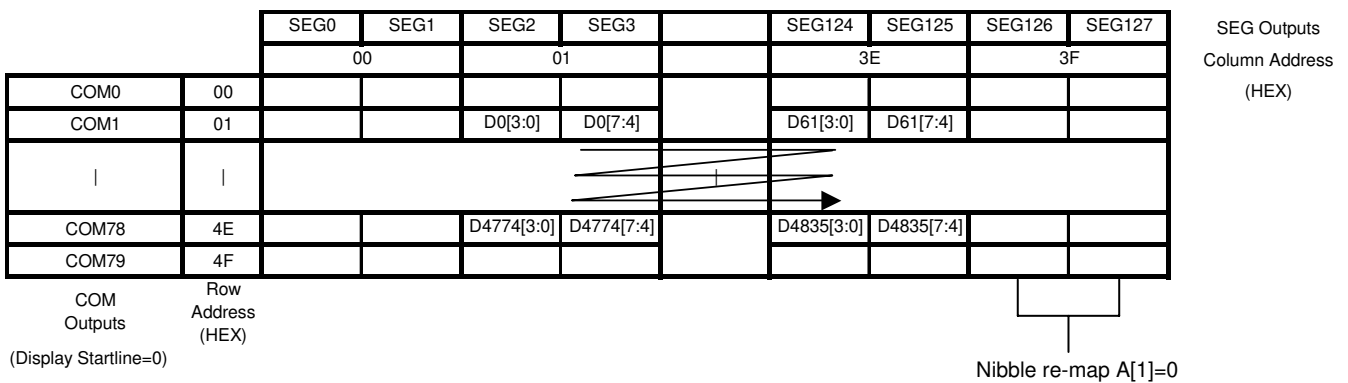 SEG0 SEG1 SEG2 SEG3 SEG124 SEG125 SEG126 SEG127 SEG Outputs
00 01 3E 3F Column Address
COM0 00 (HEX)
COM1 01 D0[3:0] D0[7:4] D61[3:0] D61[7:4]
| | |
COM78 4E D4774[3:0] D4774[7:4] D4835[3:0] D4835[7:4]
COM79 4F
COM
Outputs
(Display Startline=0)
Row
Address
(HEX)
Nibble re-map A[1]=0